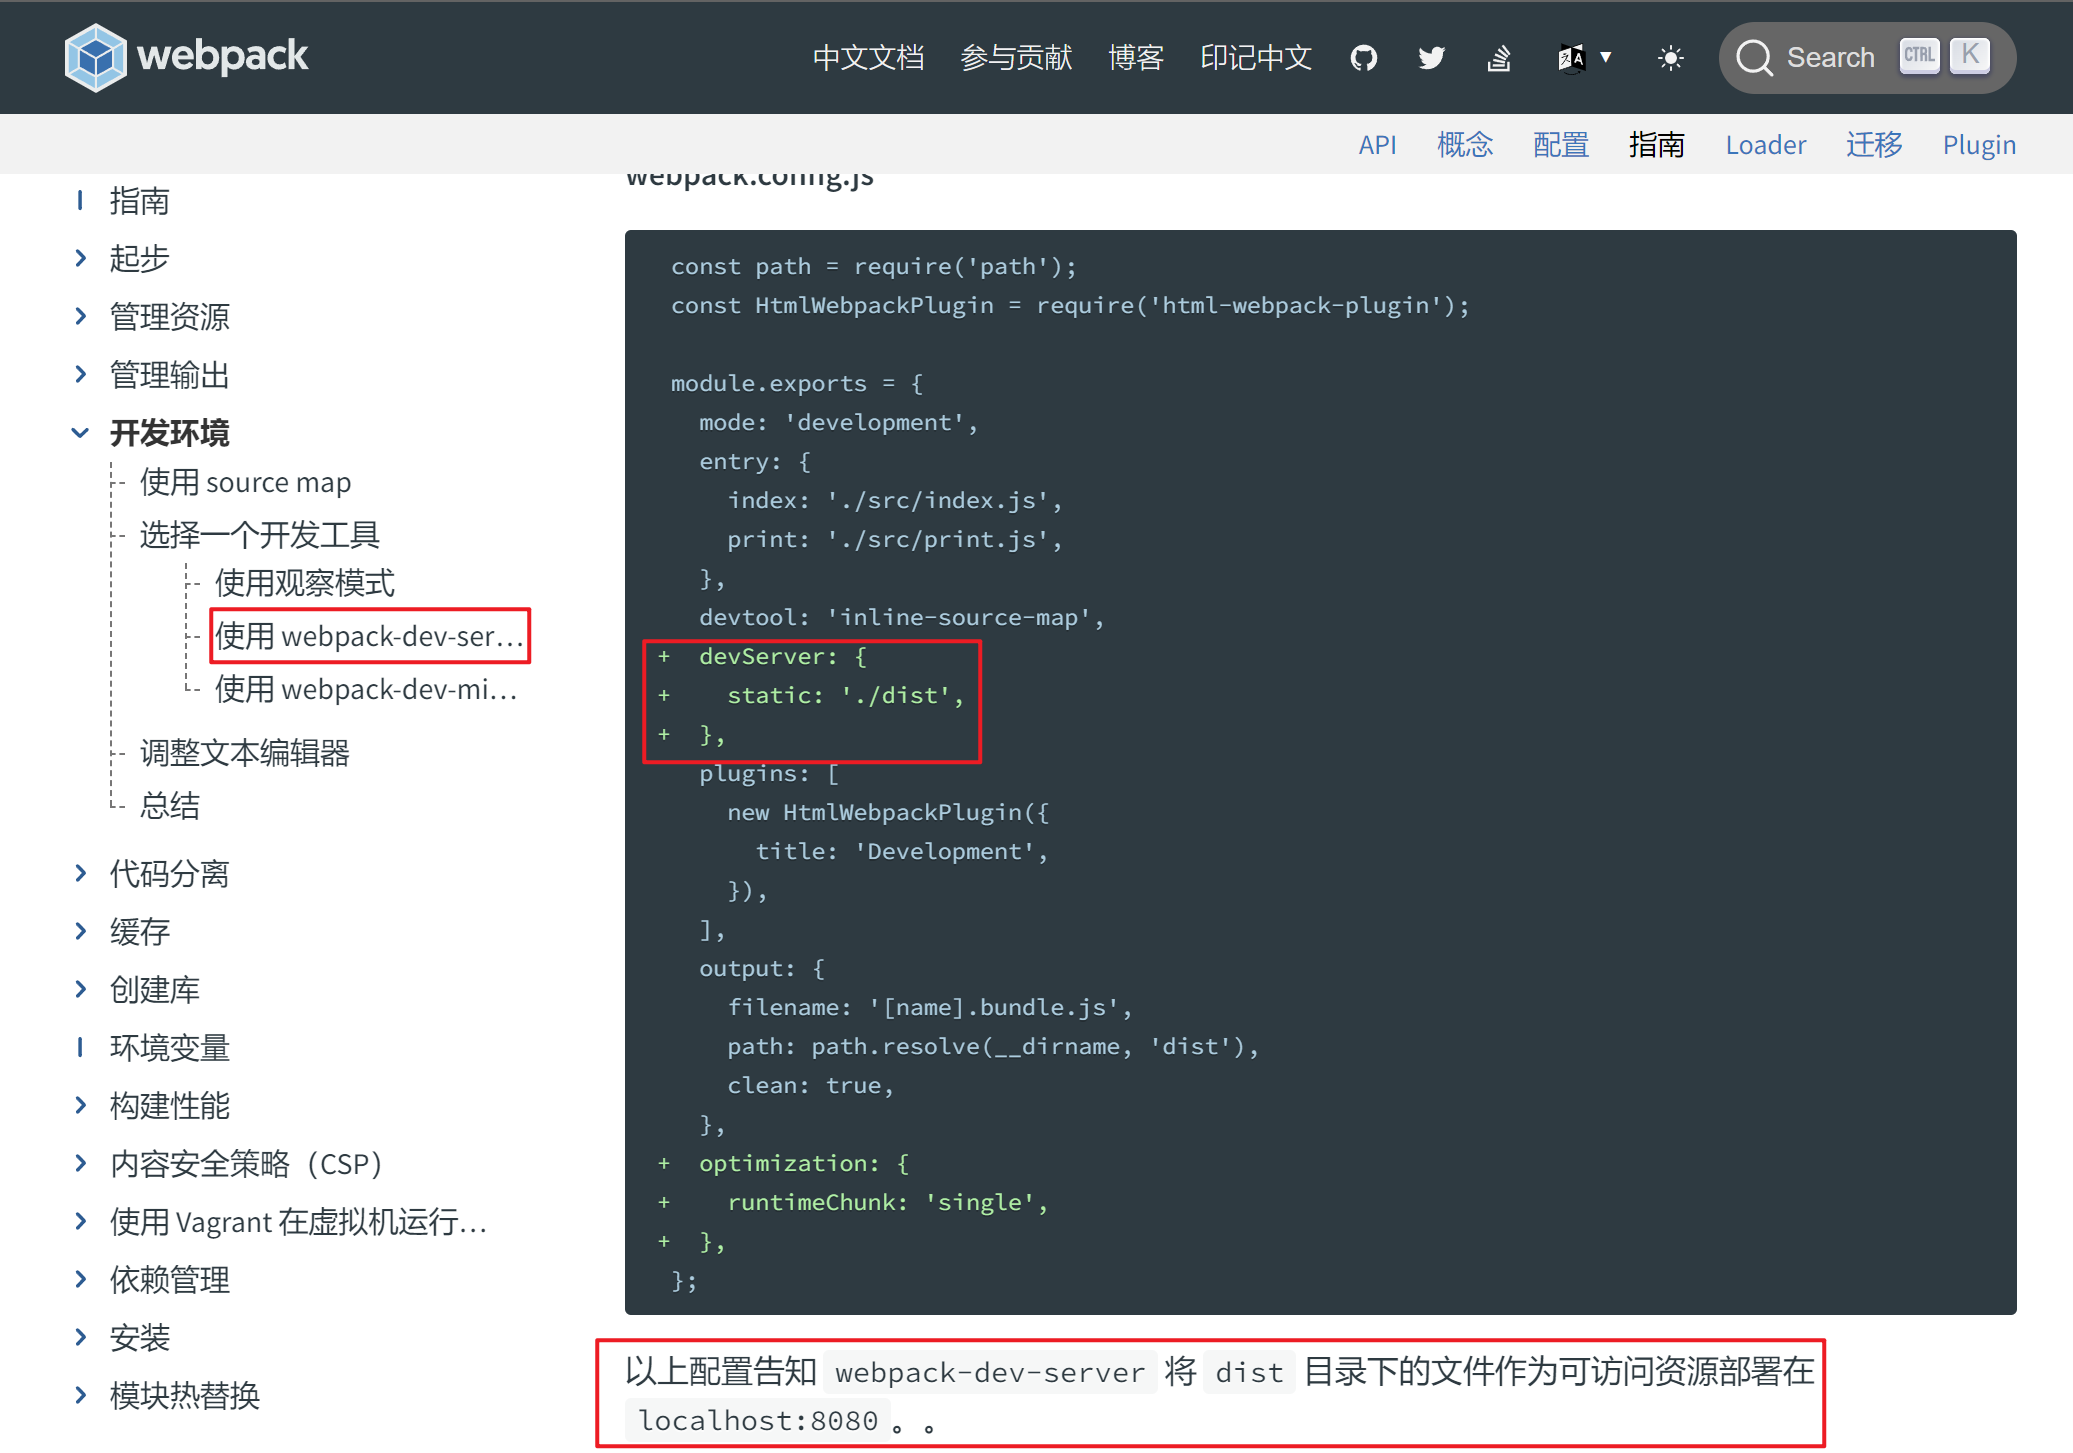 webpack
中文文档 参与贡献 博客 印记中文 Search CTRL K
API 概念 配置 指南 Loader 迁移 Plugin
指南
起步
管理资源
管理输出
开发环境
使用 source map
选择一个开发工具
使用观察模式
使用 webpack-dev-ser…
使用 webpack-dev-mi…
调整文本编辑器
总结
代码分离
缓存
创建库
环境变量
构建性能
内容安全策略（CSP）
使用 Vagrant 在虚拟机运行…
依赖管理
安装
模块热替换
webpack.config.js
const path = require('path');
const HtmlWebpackPlugin = require('html-webpack-plugin');
module.exports = {
mode: 'development',
entry: {
index: './src/index.js',
print: './src/print.js',
},
devtool: 'inline-source-map',
+ devServer: {
+ static: './dist',
+ },
plugins: [
new HtmlWebpackPlugin({
title: 'Development',
}),
],
output: {
filename: '[name].bundle.js',
path: path.resolve(__dirname, 'dist'),
clean: true,
},
+ optimization: {
+ runtimeChunk: 'single',
+ },
};
以上配置告知 webpack-dev-server 将 dist 目录下的文件作为可访问资源部署在
localhost:8080 。。